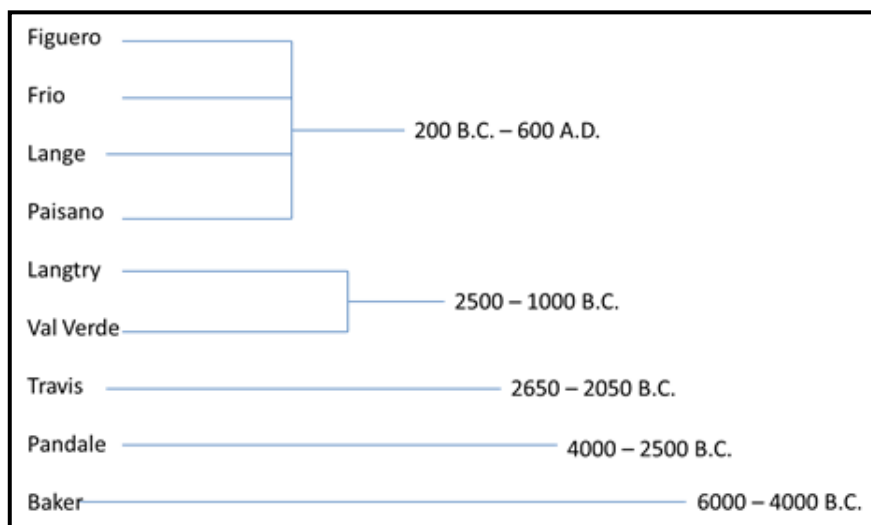 Figuero
Frio
200 B.C. – 600 A.D.
Lange
Paisano
Langtry
2500 – 1000 B.C.
Val Verde
Travis
2650 – 2050 B.C.
Pandale
4000 – 2500 B.C.
Baker
6000 – 4000 B.C.